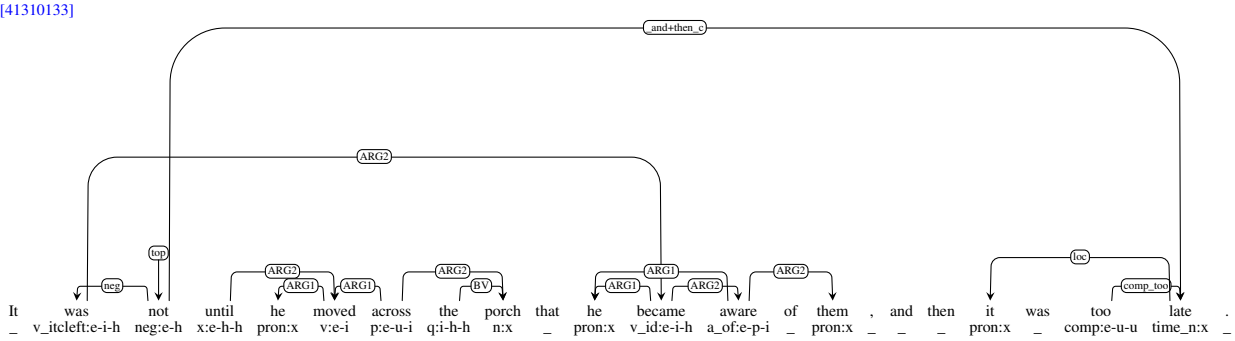 [41310133]
_and+then_c
ARG2
top
neg
ARG2
ARG1
ARG1
ARG2
BV
ARG1
ARG1
ARG2
ARG2
loc
comp_too
It was not until he moved across the porch that he became aware of them , and then it was too late .
_ v_itcleft:e-i-h neg:e-h x:e-h-h pron:x v:e-i p:e-u-i q:i-h-h n:x _ pron:x v_id:e-i-h a_of:e-p-i _ pron:x _ _ _ pron:x _ comp:e-u-u time_n:x _